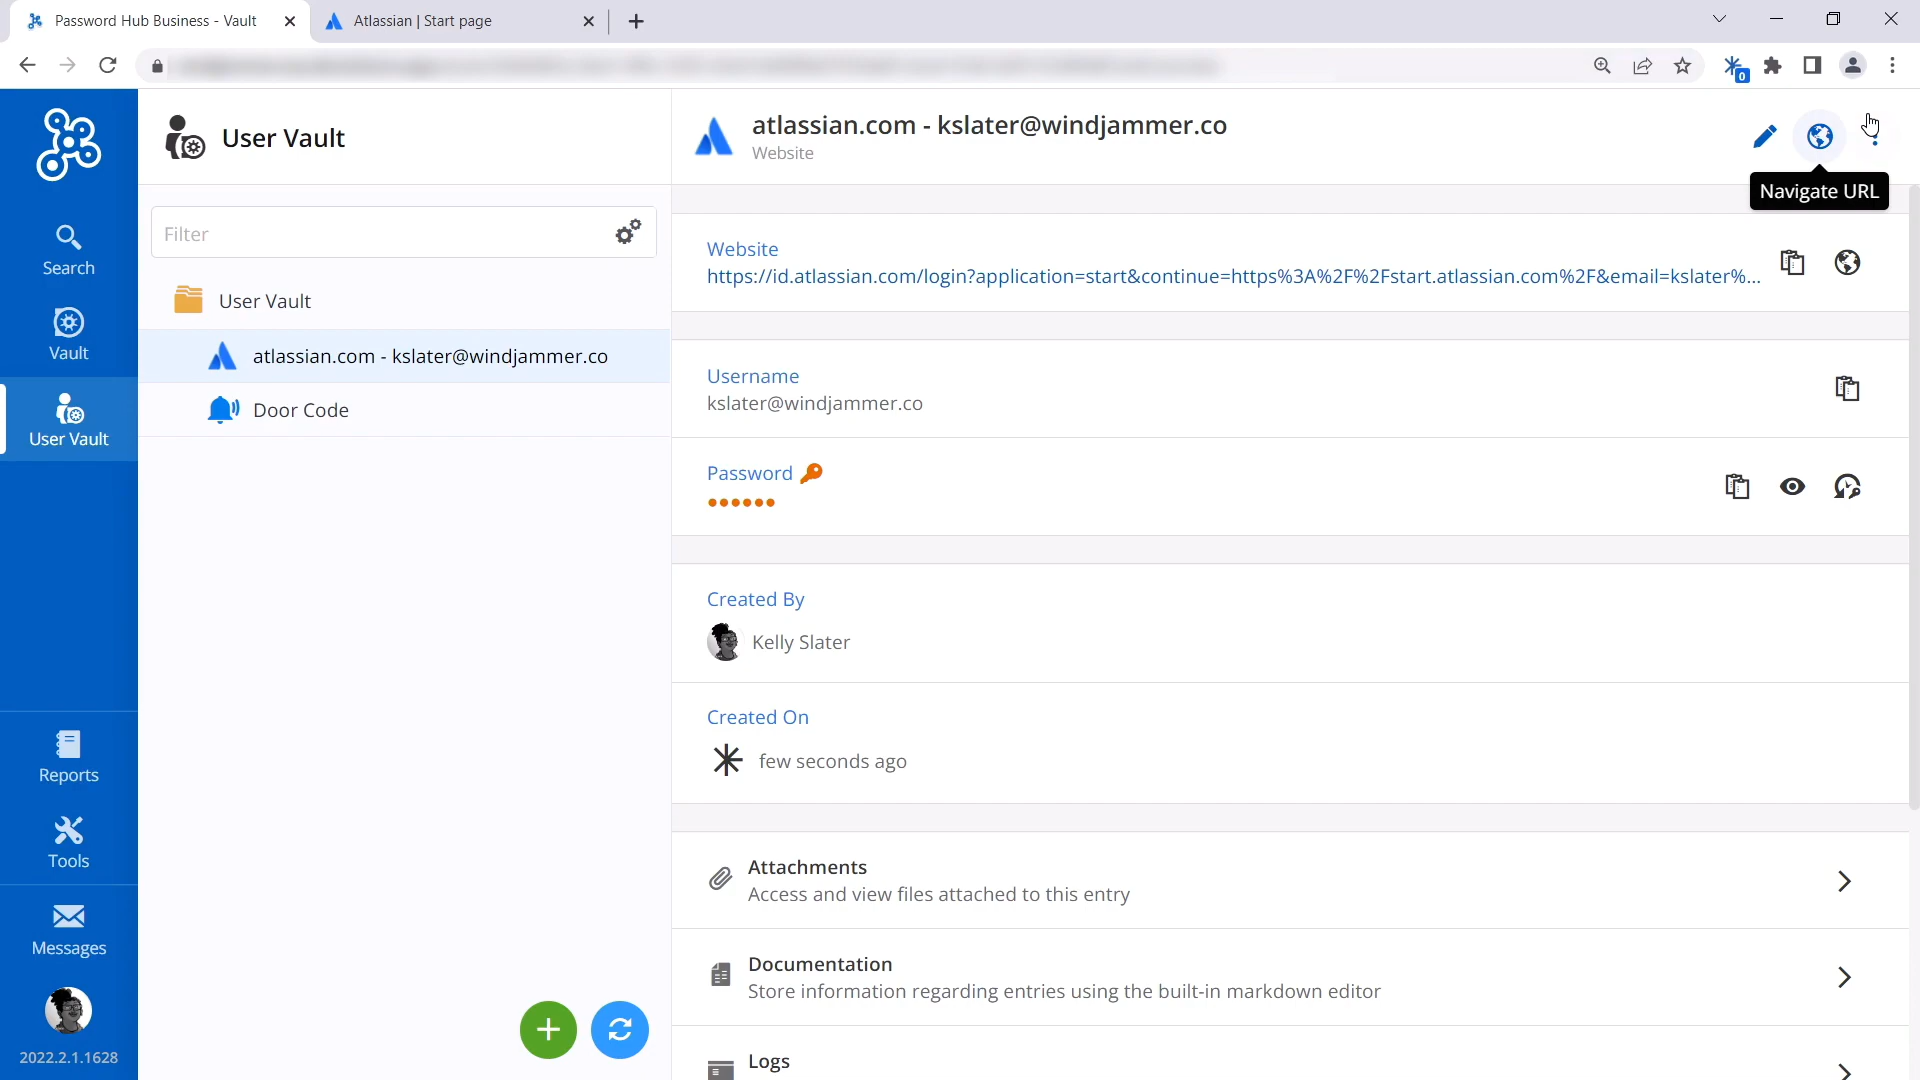 Password Hub Business - Vault
Atlassian | Start page
0
User Vault
atlassian.com - kslater@windjammer.co
Website
Navigate URL
Search
Vault
User Vault
Reports
Tools
Messages
2022.2.1.1628
Filter
User Vault
atlassian.com - kslater@windjammer.co
Door Code
Website
https://id.atlassian.com/login?application=start&continue=https%3A%2F%2Fstart.atlassian.com%2F&email=kslater%...
Username
kslater@windjammer.co
Password
Created By
Kelly Slater
Created On
few seconds ago
Attachments
Access and view files attached to this entry
Documentation
Store information regarding entries using the built-in markdown editor
Logs